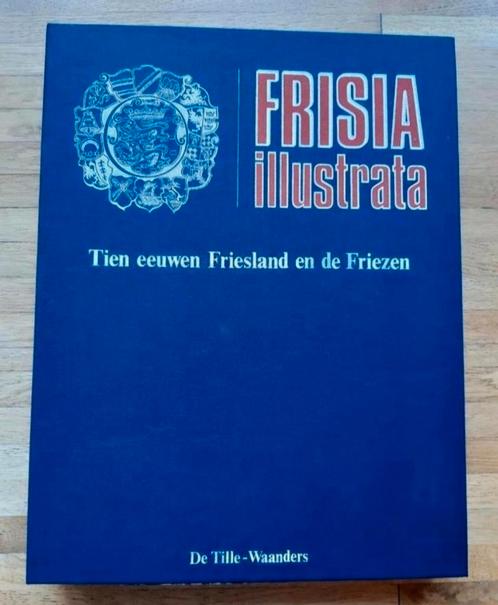 FRISIA
illustrata
Tien eeuwen Friesland en de Friezen
De Tille-Waanders